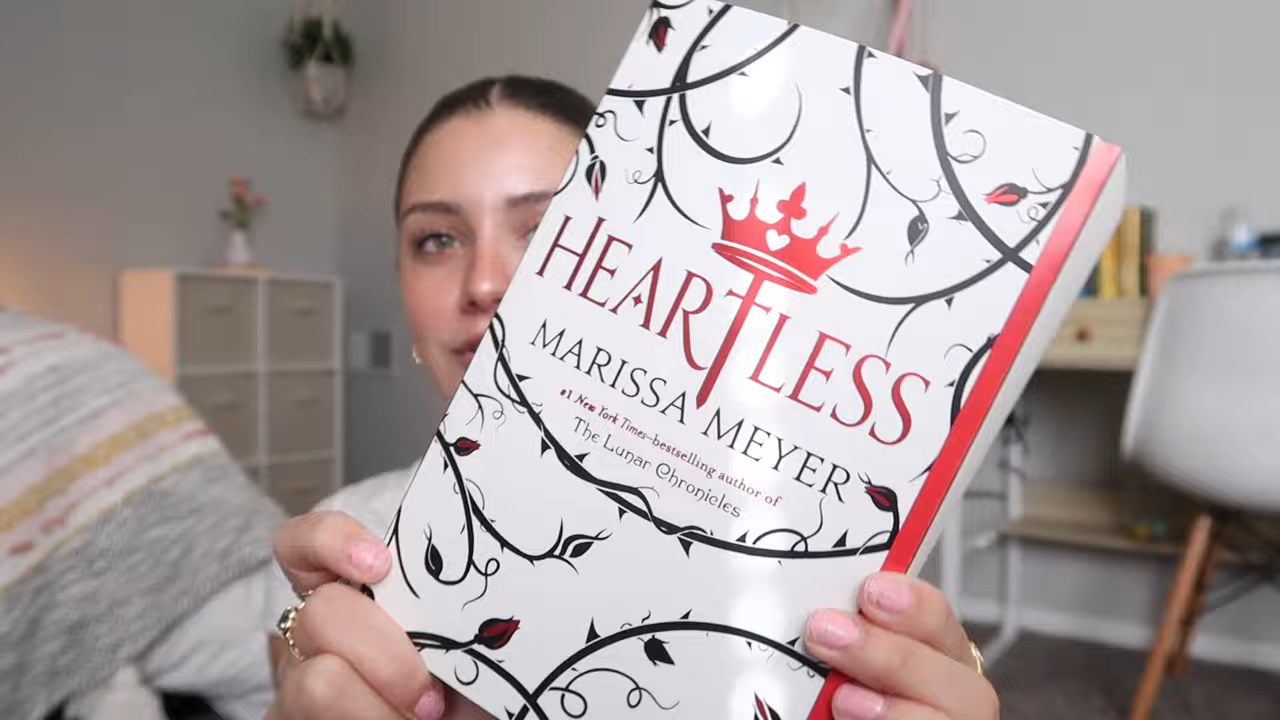 HEARTLESS
MARISSA MEYER
#1 New York Times–bestselling author of
The Lunar Chronicles